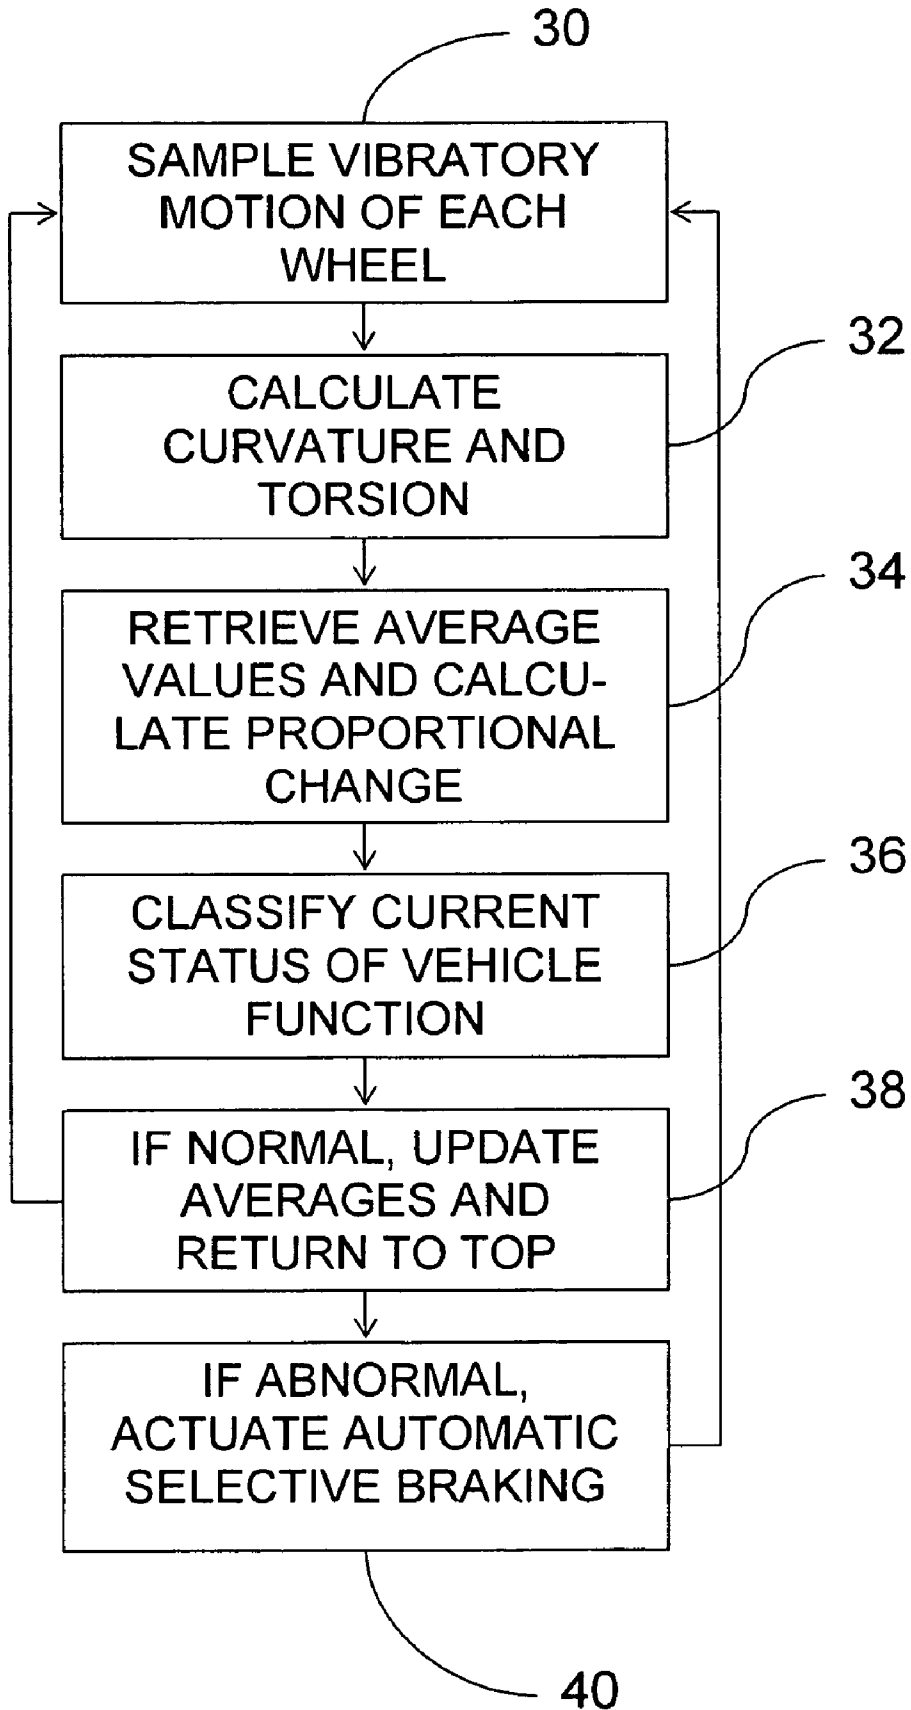 30
SAMPLE VIBRATORY
MOTION OF EACH
WHEEL
32
CALCULATE
CURVATURE AND
TORSION
34
RETRIEVE AVERAGE
VALUES AND CALCU-
LATE PROPORTIONAL
CHANGE
36
CLASSIFY CURRENT
STATUS OF VEHICLE
FUNCTION
38
IF NORMAL, UPDATE
AVERAGES AND
RETURN TO TOP
IF ABNORMAL,
ACTUATE AUTOMATIC
SELECTIVE BRAKING
40